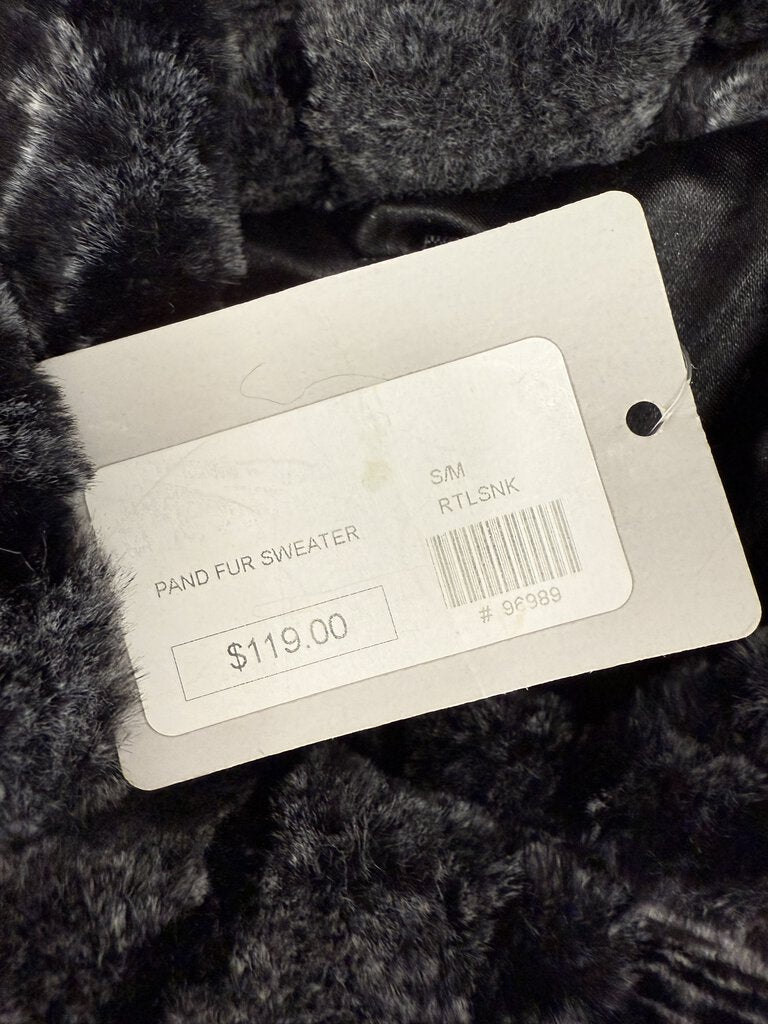 S/M
RTLSNK
PAND FUR SWEATER
# 96989
$119.00